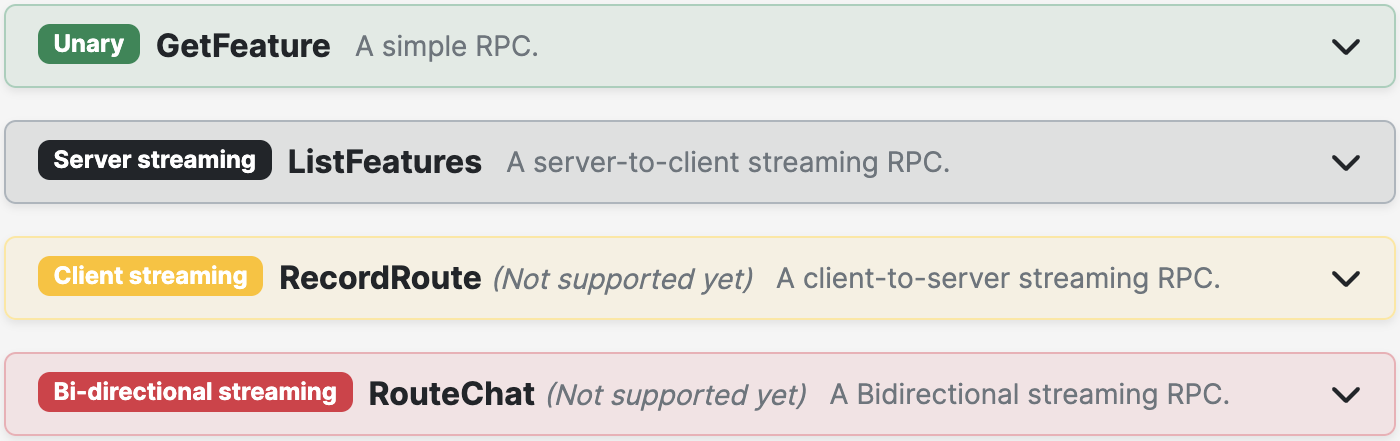 Unary GetFeature A simple RPC.
Server streaming ListFeatures A server-to-client streaming RPC.
Client streaming RecordRoute (Not supported yet) A client-to-server streaming RPC.
Bi-directional streaming RouteChat (Not supported yet) A Bidirectional streaming RPC.